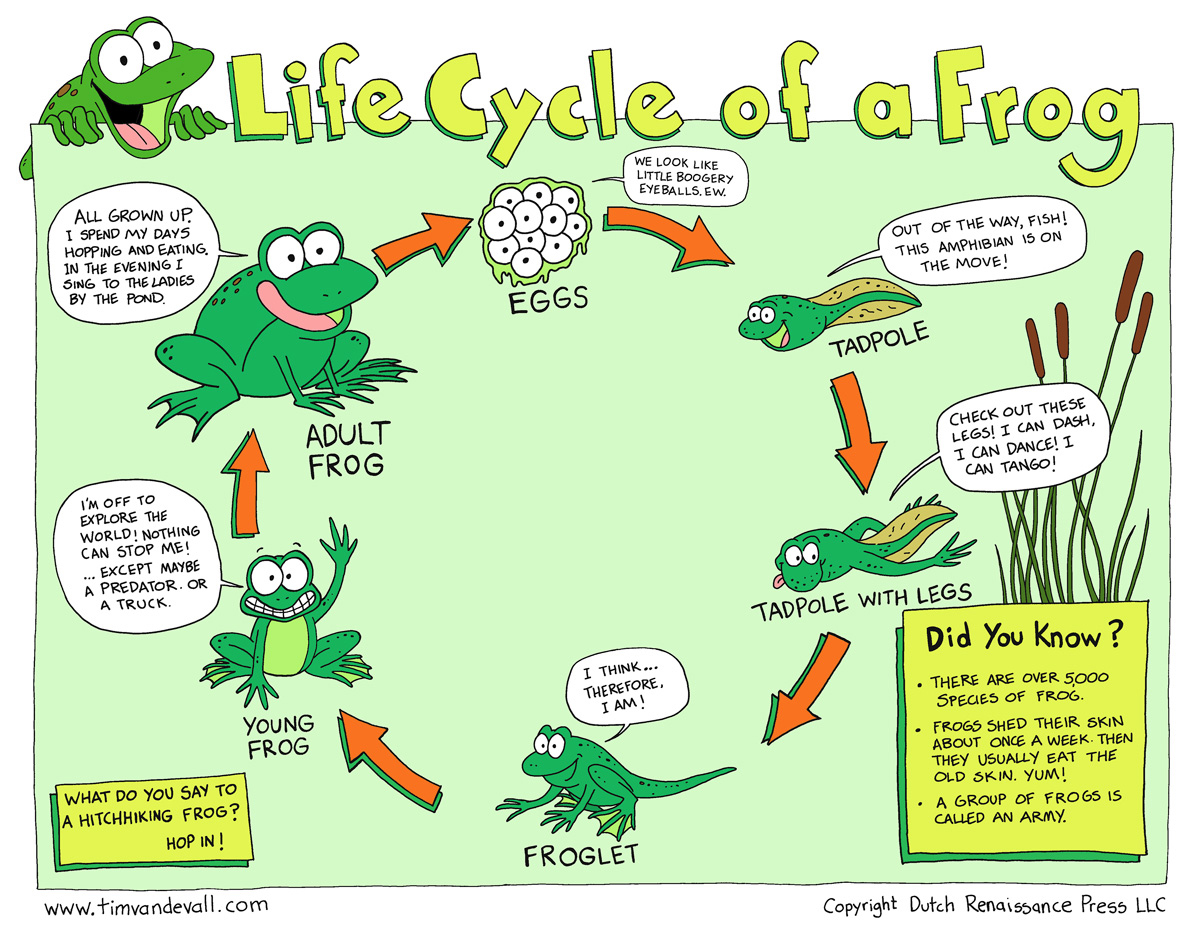 Life Cycle of a Frog
WE LOOK LIKE
LITTLE BOOGERY
EYEBALLS. EW.
EGGS
OUT OF THE WAY, FISH!
THIS AMPHIBIAN IS ON
THE MOVE!
TADPOLE
CHECK OUT THESE
LEGS! I CAN DASH,
I CAN DANCE! I
CAN TANGO!
TADPOLE WITH LEGS
I THINK...
THEREFORE,
I AM!
FROGLET
I'M OFF TO
EXPLORE THE
WORLD! NOTHING
CAN STOP ME!
... EXCEPT MAYBE
A PREDATOR. OR
A TRUCK.
YOUNG
FROG
ALL GROWN UP.
I SPEND MY DAYS
HOPPING AND EATING.
IN THE EVENING I
SING TO THE LADIES
BY THE POND.
ADULT
FROG
Did You Know?
• THERE ARE OVER 5,000
SPECIES OF FROG.
• FROGS SHED THEIR SKIN
ABOUT ONCE A WEEK. THEN
THEY USUALLY EAT THE
OLD SKIN. YUM!
• A GROUP OF FROGS IS
CALLED AN ARMY.
WHAT DO YOU SAY TO
A HITCHHIKING FROG?
HOP IN!
www.timvandevall.com
Copyright Dutch Renaissance Press LLC